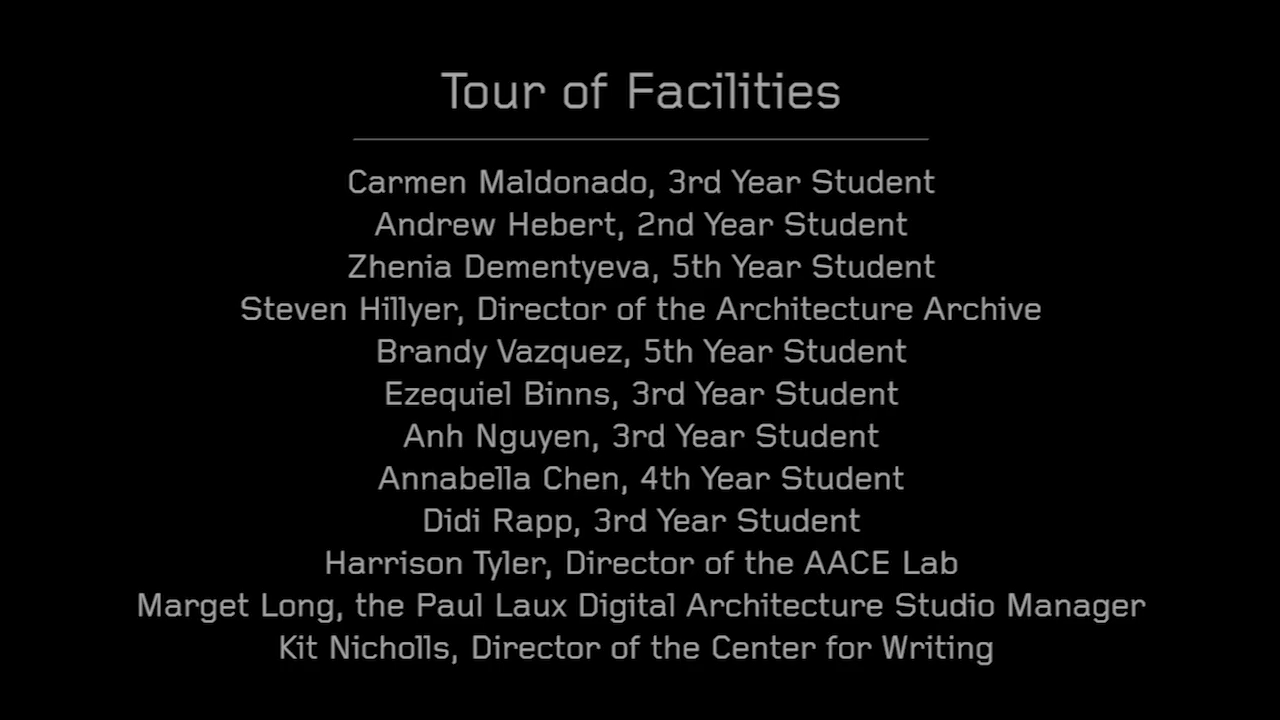 Tour of Facilities
Carmen Maldonado, 3rd Year Student
Andrew Hebert, 2nd Year Student
Zhenia Dementyeva, 5th Year Student
Steven Hillyer, Director of the Architecture Archive
Brandy Vazquez, 5th Year Student
Ezequiel Binns, 3rd Year Student
Anh Nguyen, 3rd Year Student
Annabella Chen, 4th Year Student
Didi Rapp, 3rd Year Student
Harrison Tyler, Director of the AACE Lab
Marget Long, the Paul Laux Digital Architecture Studio Manager
Kit Nicholls, Director of the Center for Writing